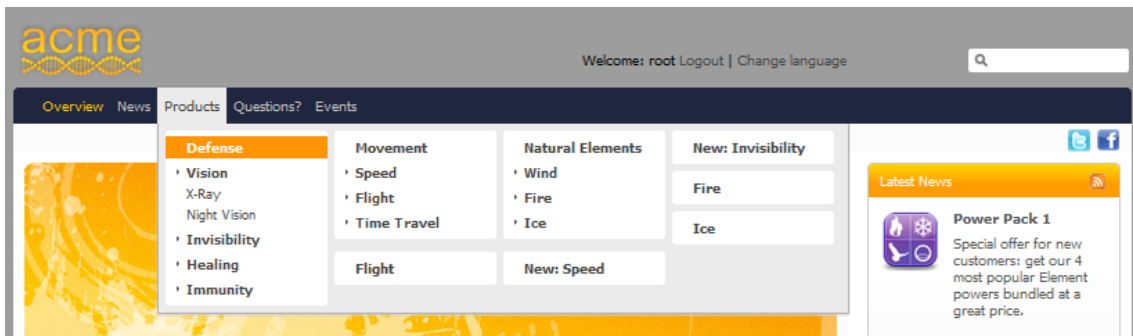 acme
Welcome: root Logout | Change language
Overview News Products Questions? Events
Defense
Vision
X-Ray
Night Vision
Invisibility
Healing
Immunity
Movement
Speed
Flight
Time Travel
Flight
Natural Elements
Wind
Fire
Ice
New: Speed
New: Invisibility
Fire
Ice
Latest News
Power Pack 1
Special offer for new
customers: get our 4
most popular Element
powers bundled at a
great price.